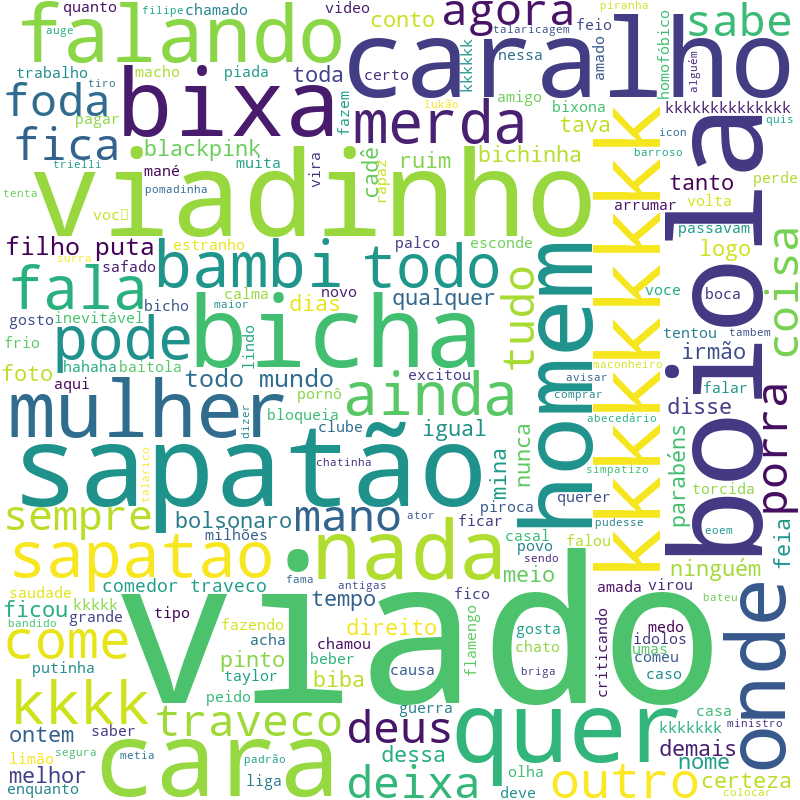 quanto
filipe
chamado
falando
auge
trabalho
macho
piada
toda
certo
conto
agora
talaricagem
nessa
feio
amado
piranha
homofóbico
sabe
kkkkkk
alguém
caralho
foda
tiro
bixa
fazem
merda
lukão
amigo
bixona
kkkkkkkkkkkkkk
icon
quis
pagar
fica
blackpink
muita
vira
cadê
rapaz
ruim
bichinha
tava
barroso
trielli
mané
pomadinha
tenta
viadinho
você
tanto
perde
arrumar
volta
passavam
filho puta
estranho
palco
esconde
logo
safado
surra
bambi todo
tudo
homem
kkkkkkkkk
boiola
coisa
voce
boca
fala
bicho
calma
novo
maior
dias
qualquer
gosto
inevitável
frio
pode
bicha
lindo
tentou
tambem
irmão
maconheiro
hahaha
baitola
foto
aqui
todo mundo
pornô
excitou
ainda
avisar
falar
comprar
disse
mulher
dizer
bloqueia
clube
igual
nunca
abecedário
parabéns
porra
sapatão
chatinha
mina
simpatizo
talarico
piroca
querer
torcida
sempre
bolsonaro
milhões
mano
ator
ficar
casal
povo
pudesse
eoem
feia
sapatao
nada
falou
sendo
meio
ninguém
fama
antigas
saudade
comedor traveco
tempo
fico
amada
virou
bateu
ficou
kkkkk
bandido
grande
tipo
viado
onde
come
fazendo
acha
chamou
direito
flamengo
gosta
chato
criticando
medo
idolos
umas
putinha
pinto
taylor
beber
biba
causa
briga
comeu
caso
peido
kkkk
traveco
guerra
deus
quer
casa
ministro
kkkkkkk
ontem
saber
demais
limão
segura
metia
cara
padrão
dessa
nome
melhor
enquanto
liga
deixa
olha
deve
outro
certeza
colocar